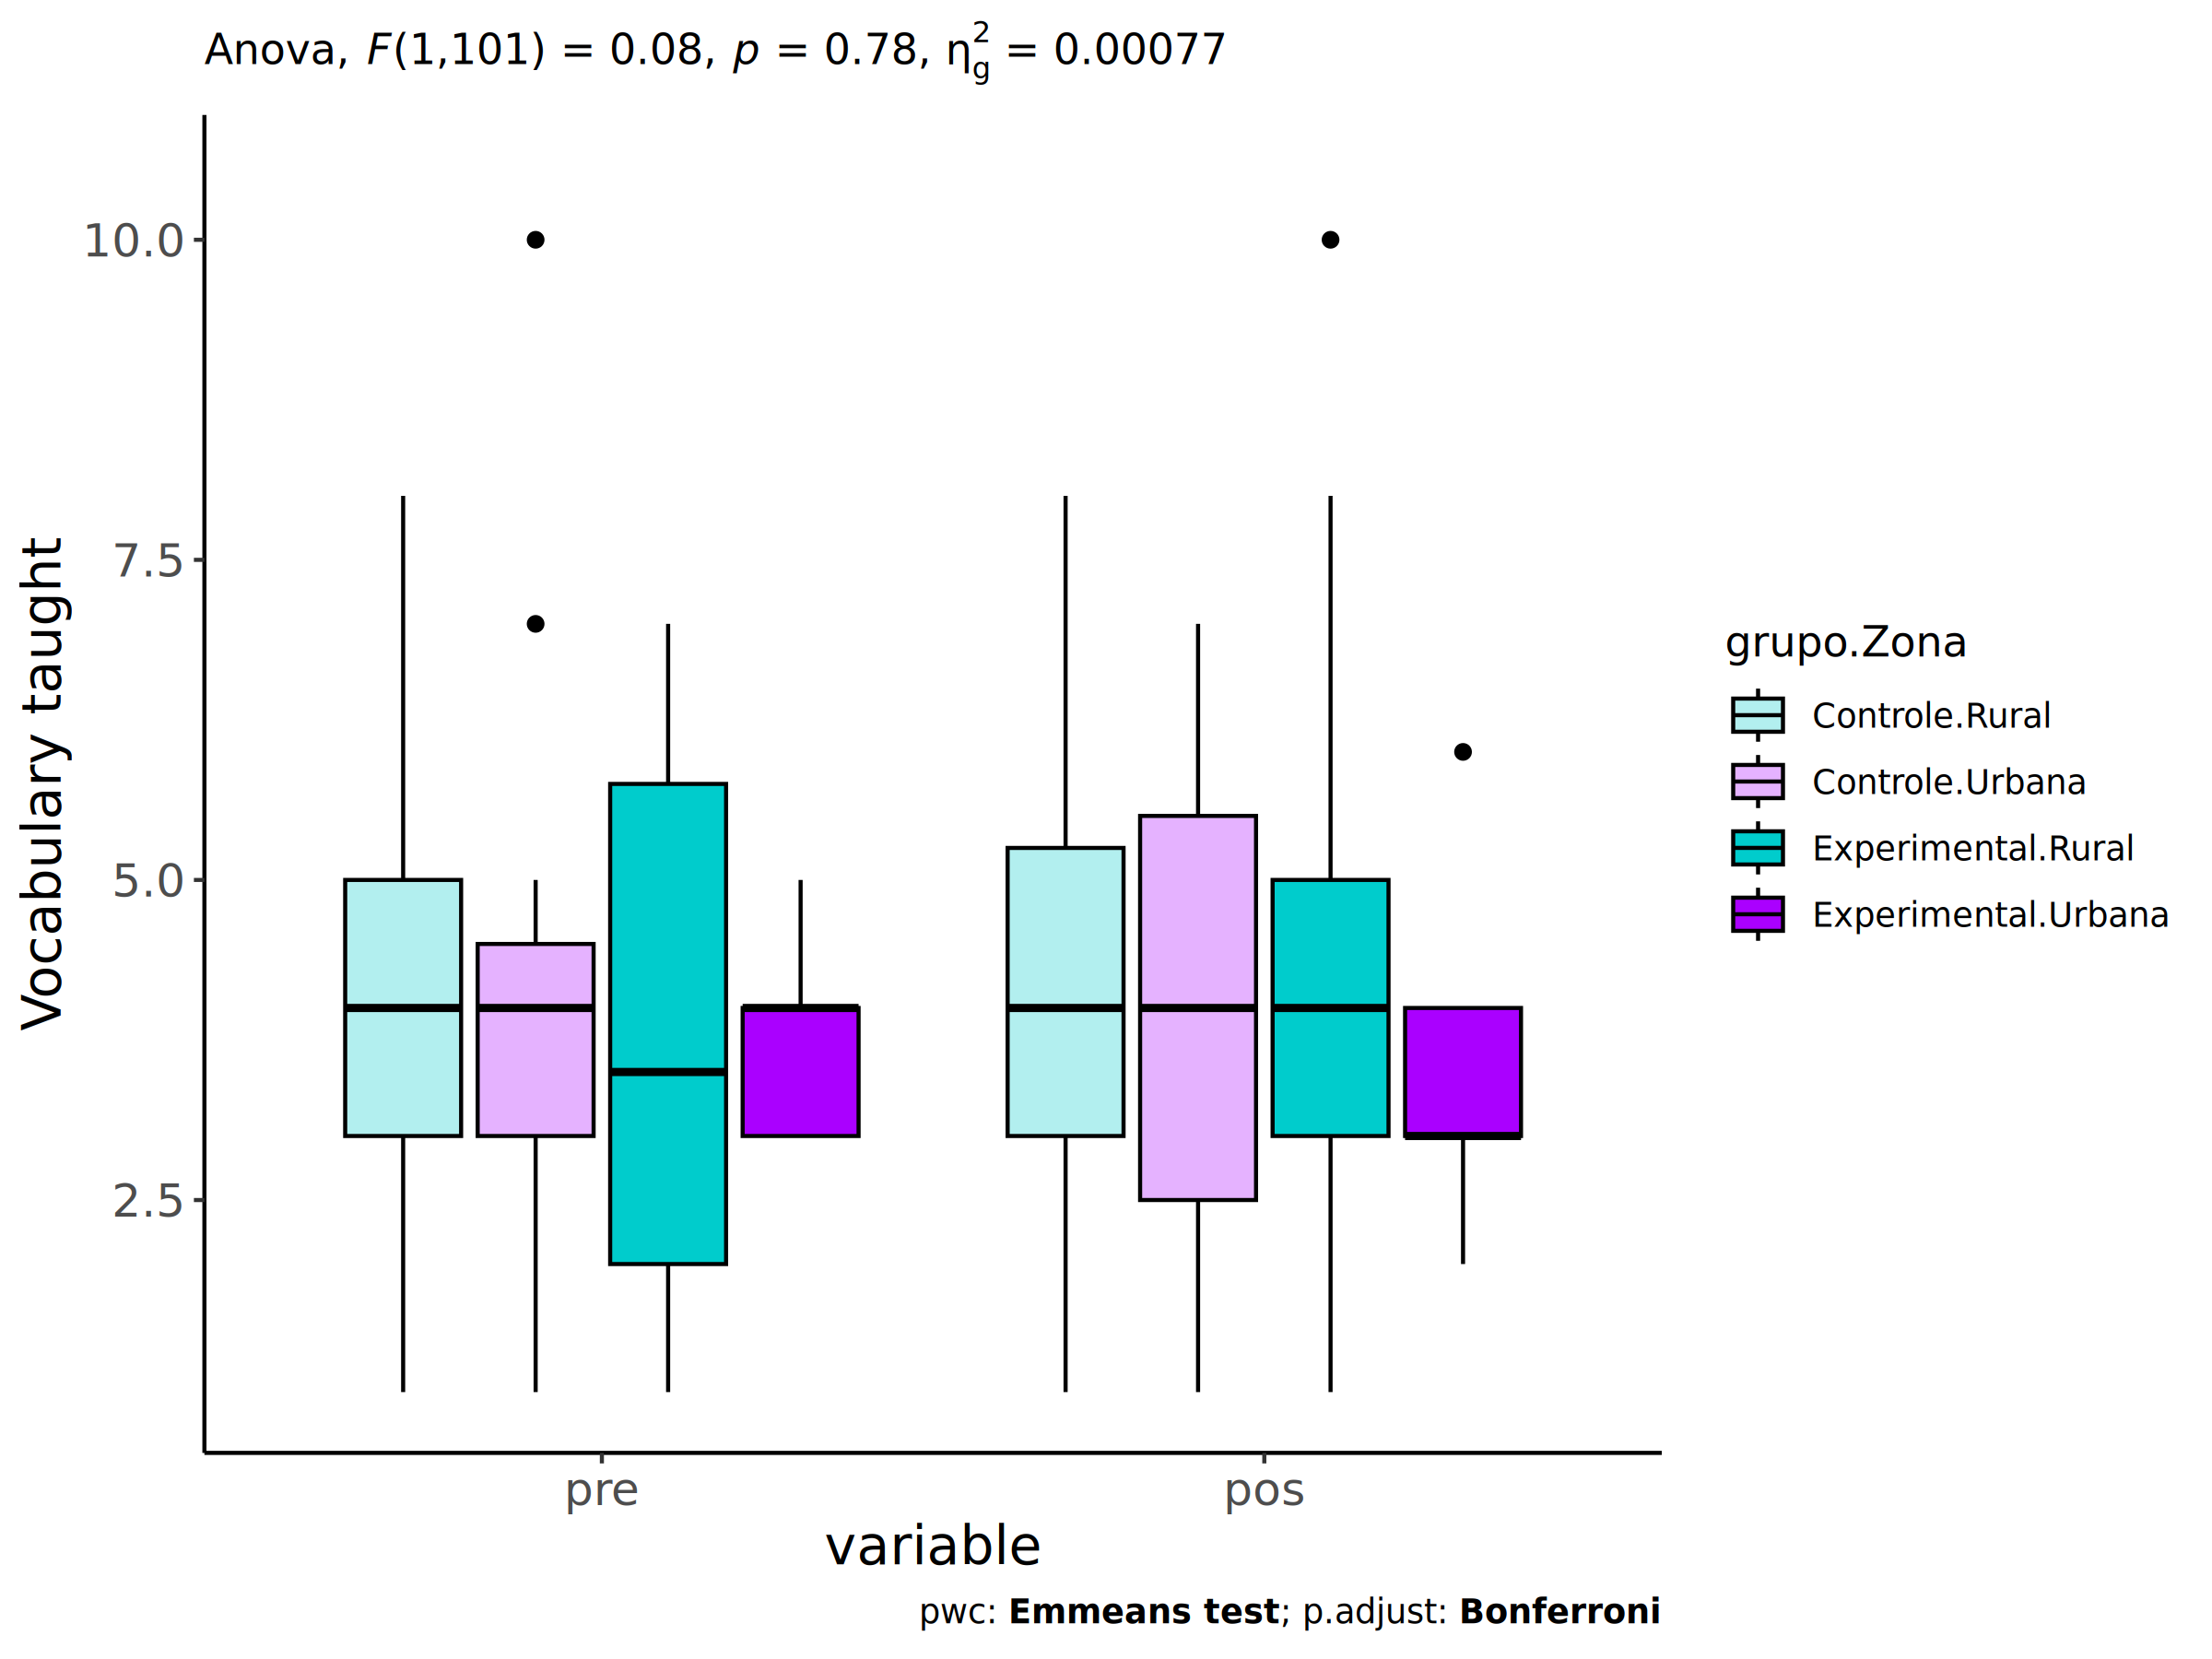 Anova, F(1,101) = 0.08, p = 0.78, η²g = 0.00077
Vocabulary taught
10.0
7.5
5.0
2.5
pre
pos
variable
grupo.Zona
Controle.Rural
Controle.Urbana
Experimental.Rural
Experimental.Urbana
pwc: Emmeans test; p.adjust: Bonferroni